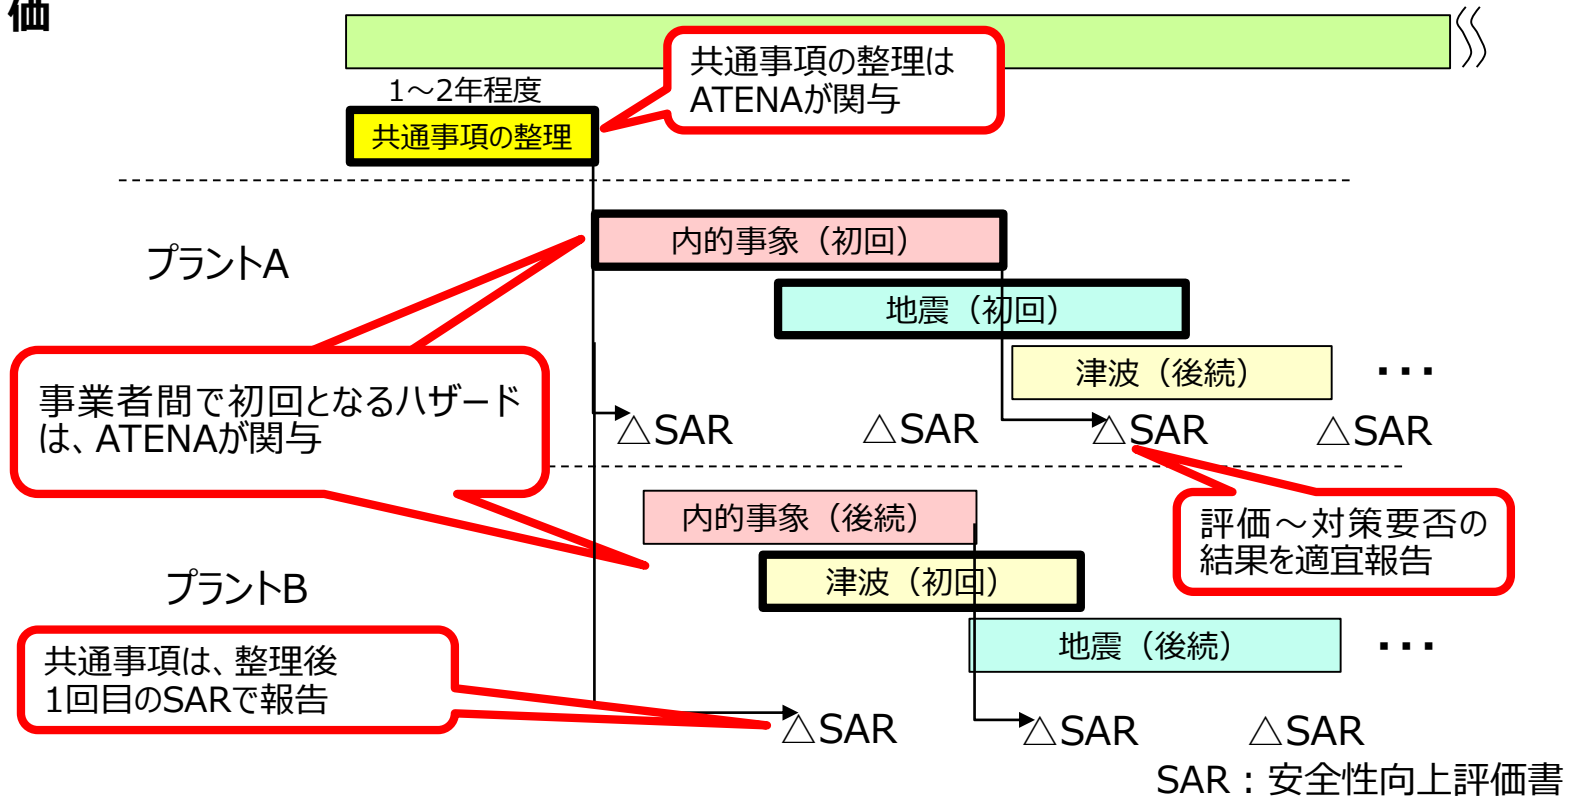 価
共通事項の整理は
ATENAが関与
1～2年程度
共通事項の整理
内的事象（初回）
プラントA
地震（初回）
津波（後続）
・・・
事業者間で初回となるハザード
は、ATENAが関与
△SAR
△SAR
△SAR
△SAR
内的事象（後続）
評価～対策要否の
結果を適宜報告
津波（初回）
プラントB
地震（後続）
・・・
共通事項は、整理後
1回目のSARで報告
△SAR
△SAR
△SAR
SAR：安全性向上評価書